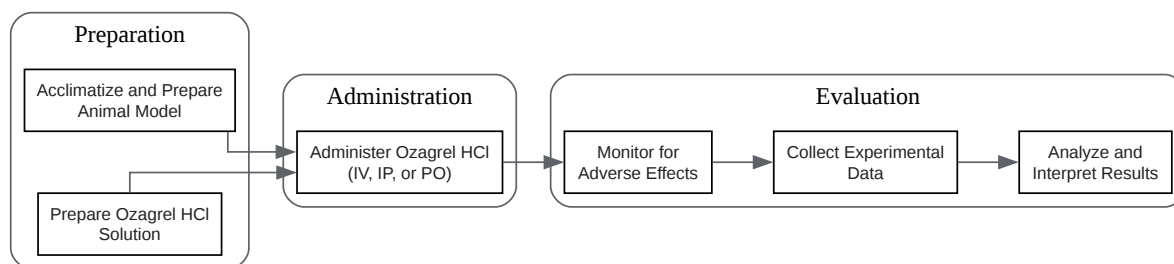 Preparation
Acclimatize and Prepare
Animal Model
Prepare Ozagrel HCl
Solution
Administration
Administer Ozagrel HCl
(IV, IP, or PO)
Evaluation
Monitor for
Adverse Effects
Collect Experimental
Data
Analyze and
Interpret Results